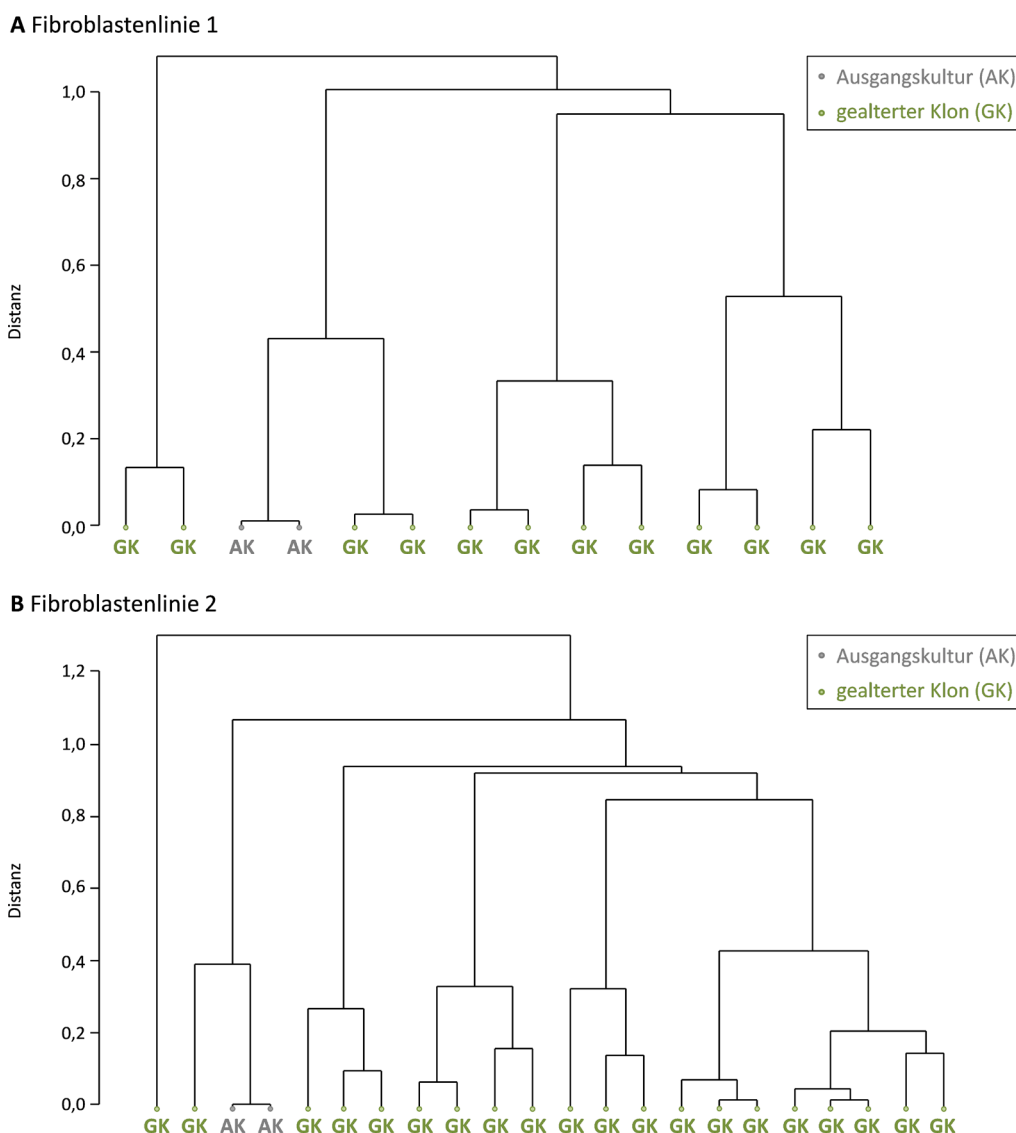 A Fibroblastenlinie 1
Ausgangskultur (AK)
gealterter Klon (GK)
1,0
0,8
0,6
0,4
0,2
0,0
Distanz
GK GK AK AK GK GK GK GK GK GK GK GK GK GK
B Fibroblastenlinie 2
Ausgangskultur (AK)
gealterter Klon (GK)
1,2
1,0
0,8
0,6
0,4
0,2
0,0
Distanz
GK GK AK AK GK GK GK GK GK GK GK GK GK GK GK GK GK GK GK GK GK GK